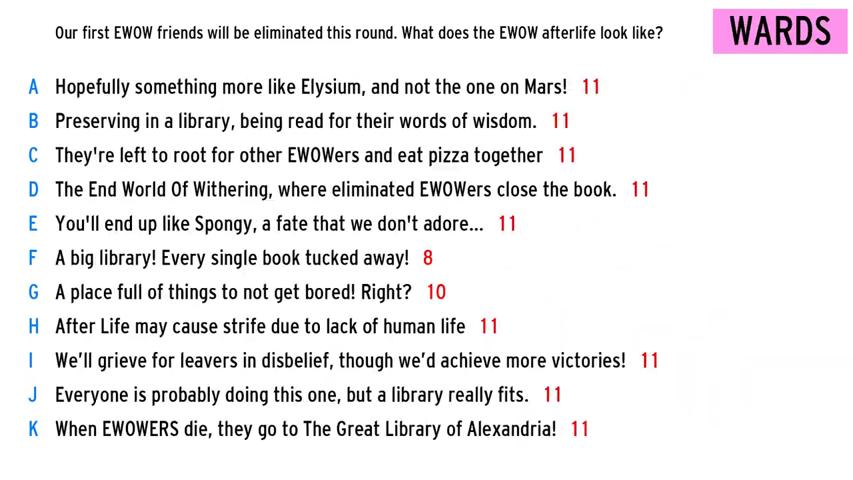 Our first EWOW friends will be eliminated this round. What does the EWOW afterlife look like?
WARDS
A Hopefully something more like Elysium, and not the one on Mars! 11
B Preserving in a library, being read for their words of wisdom. 11
C They're left to root for other EWOWers and eat pizza together 11
D The End World Of Withering, where eliminated EWOWers close the book. 11
E You'll end up like Spongy, a fate that we don't adore... 11
F A big library! Every single book tucked away! 8
G A place full of things to not get bored! Right? 10
H After Life may cause strife due to lack of human life 11
I We’ll grieve for leavers in disbelief, though we’d achieve more victories! 11
J Everyone is probably doing this one, but a library really fits. 11
K When EWOWERS die, they go to The Great Library of Alexandria! 11